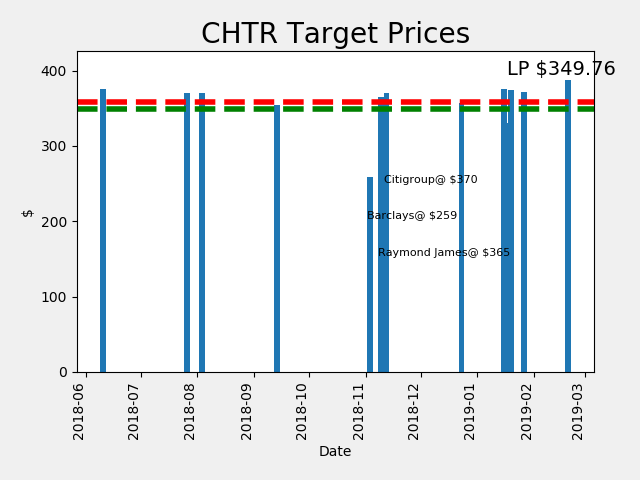 CHTR Target Prices
LP $349.76
400
300
200
100
0
$
Citigroup@ $370
Barclays@ $259
Raymond James@ $365
2018-06
2018-07
2018-08
2018-09
2018-10
2018-11
2018-12
2019-01
2019-02
2019-03
Date